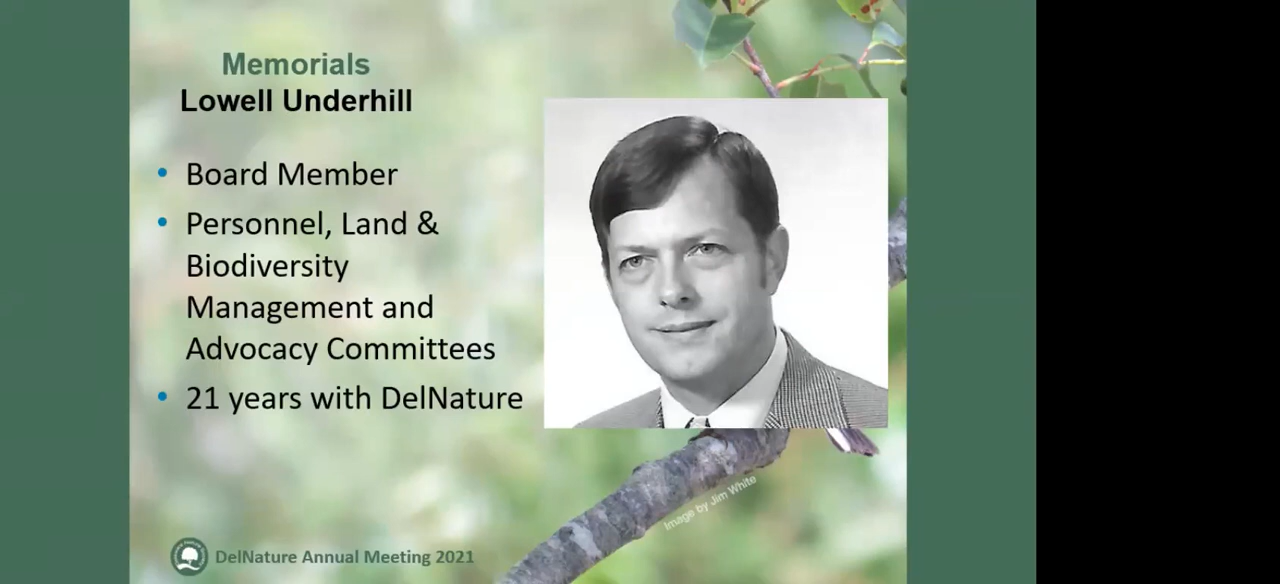 Memorials
Lowell Underhill
• Board Member
• Personnel, Land &
Biodiversity
Management and
Advocacy Committees
• 21 years with DelNature
Image by Jim White
DelNature Annual Meeting 2021